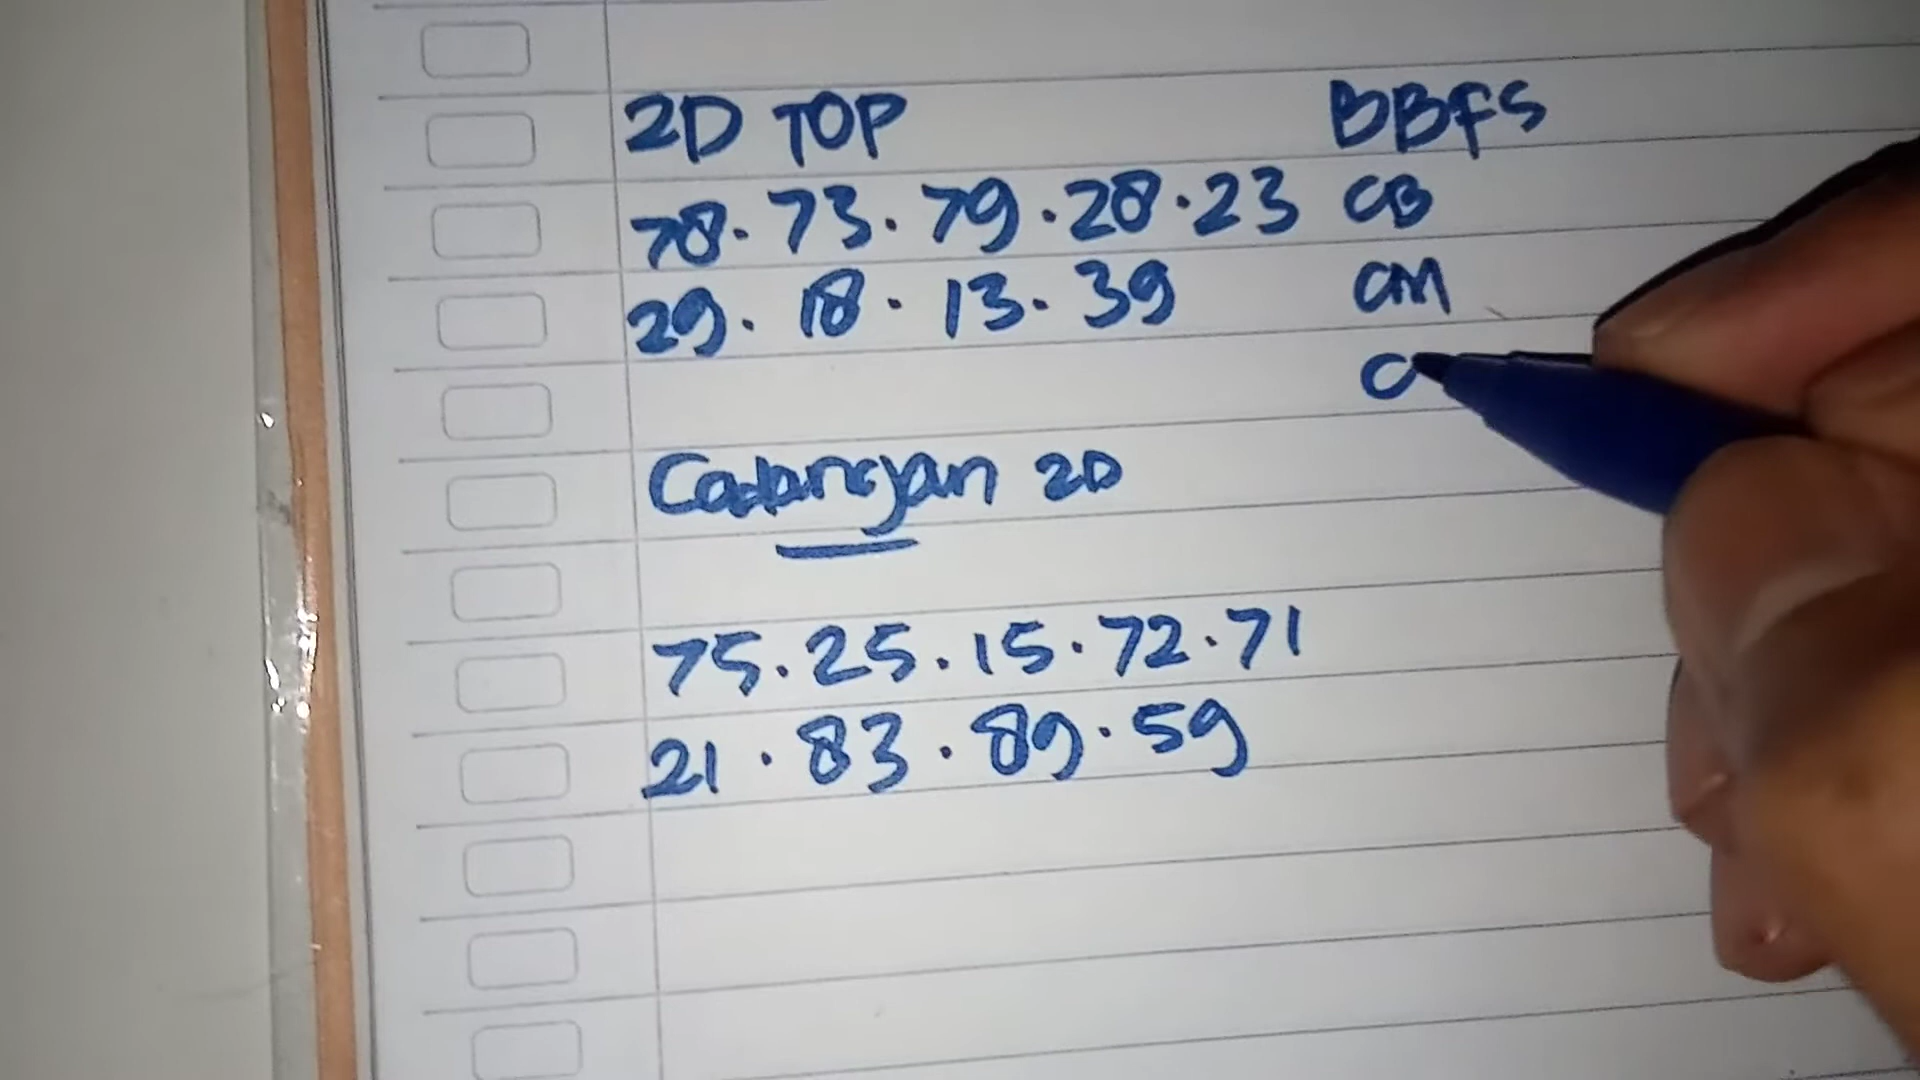 2D TOP BBFS
78. 73. 79. 28. 23 CB
29. 18. 13. 39 CM
C
Cadangan 2D
75. 25. 15. 72. 71
21. 83. 89. 59